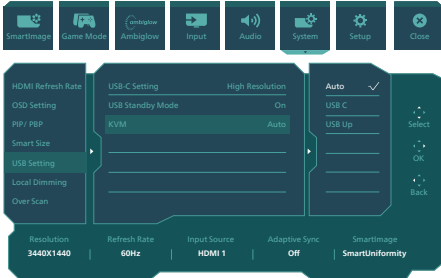 SmartImage
Game Mode
ambiglow
Ambiglow
Input
Audio
System
Setup
Close
HDMI Refresh Rate
OSD Setting
PIP/ PBP
Smart Size
USB Setting
Local Dimming
Over Scan
USB-C Setting High Resolution
USB Standby Mode On
KVM Auto
Auto
USB C
USB Up
Select
OK
Back
Resolution Refresh Rate Input Source Adaptive Sync SmartImage
3440X1440 | 60Hz | HDMI 1 | Off | SmartUniformity